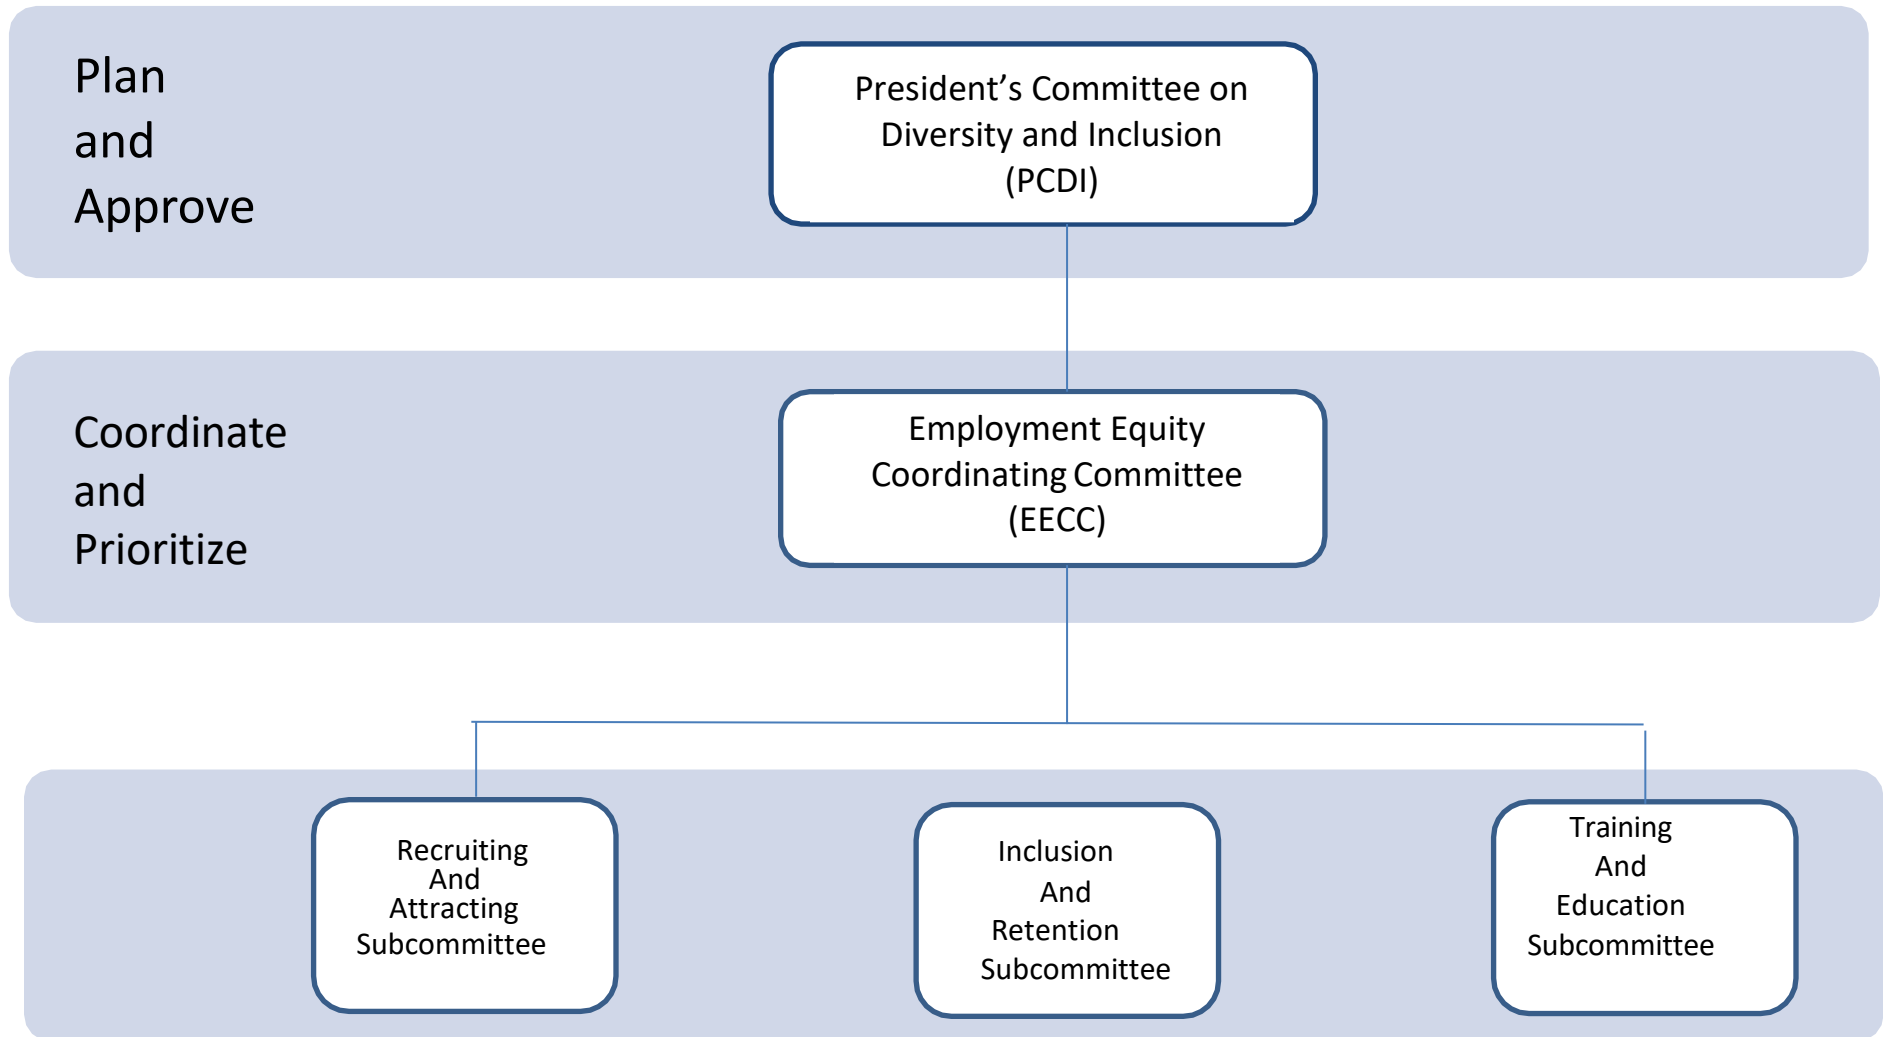 Plan
and
Approve
President’s Committee on
Diversity and Inclusion
(PCDI)
Coordinate
and
Prioritize
Employment Equity
Coordinating Committee
(EECC)
Recruiting
And
Attracting
Subcommittee
Inclusion
And
Retention
Subcommittee
Training
And
Education
Subcommittee